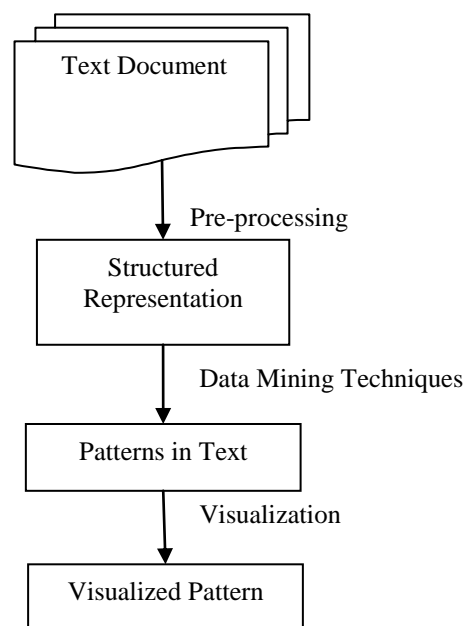 Text Document
Pre-processing
Structured
Representation
Data Mining Techniques
Patterns in Text
Visualization
Visualized Pattern